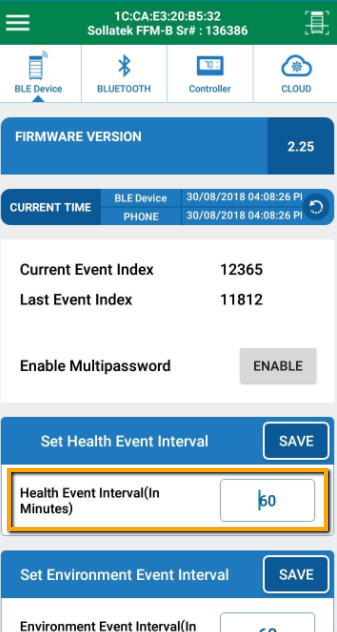 1C:CA:E3:20:B5:32
Sollatek FFM-B Sr# : 136386
BLE Device
BLUETOOTH
Controller
CLOUD
FIRMWARE VERSION
2.25
CURRENT TIME
BLE Device 30/08/2018 04:08:26
PHONE 30/08/2018 04:08:26
Current Event Index 12365
Last Event Index 11812
Enable Multipassword ENABLE
Set Health Event Interval SAVE
Health Event Interval(In
Minutes)
60
Set Environment Event Interval SAVE
Environment Event Interval(In